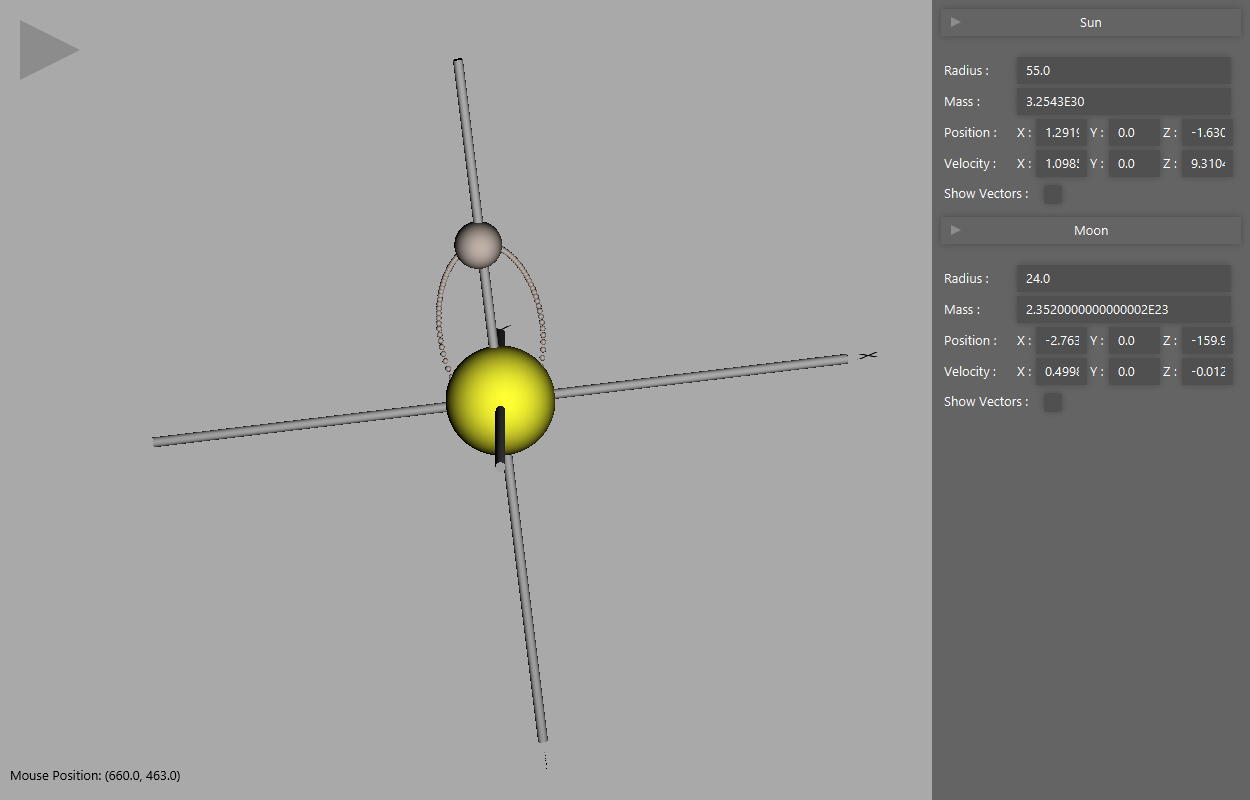 Sun
Radius : 55.0
Mass : 3.2543E30
Position : X : 1.2919 Y : 0.0 Z : -1.630
Velocity : X : 1.0985 Y : 0.0 Z : 9.3104
Show Vectors :
Moon
Radius : 24.0
Mass : 2.3520000000000002E23
Position : X : -2.763 Y : 0.0 Z : -159.9
Velocity : X : 0.4998 Y : 0.0 Z : -0.012
Show Vectors :
Mouse Position: (660.0, 463.0)